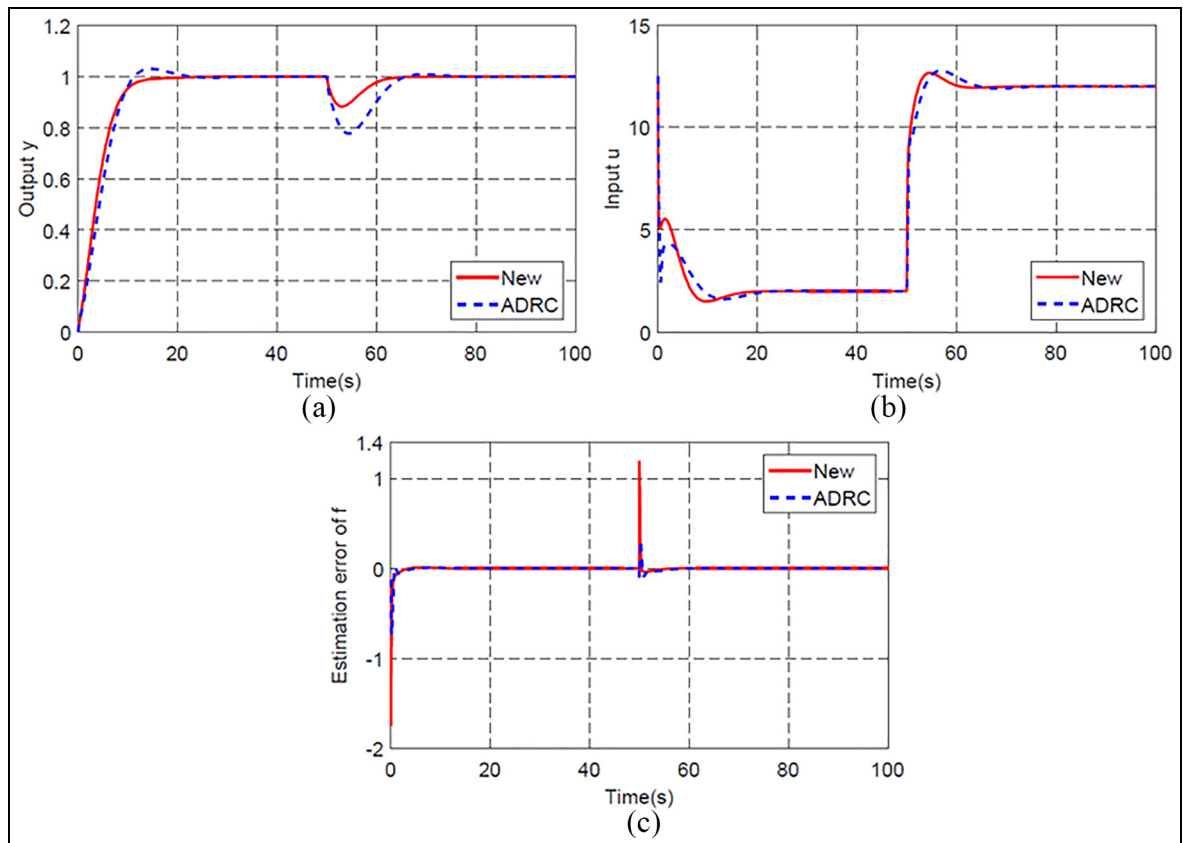 1.2
1
0.8
0.6
0.4
0.2
0
Output y
New
ADRC
0 20 40 60 80 100
Time(s)
(a)
15
10
5
0
Input u
New
ADRC
0 20 40 60 80 100
Time(s)
(b)
1.4
1
0
-1
-2
Estimation error of f
New
ADRC
0 20 40 60 80 100
Time(s)
(c)